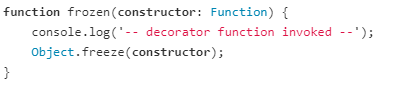 function frozen(constructor: Function) {
    console.log('-- decorator function invoked --');
    Object.freeze(constructor);
}